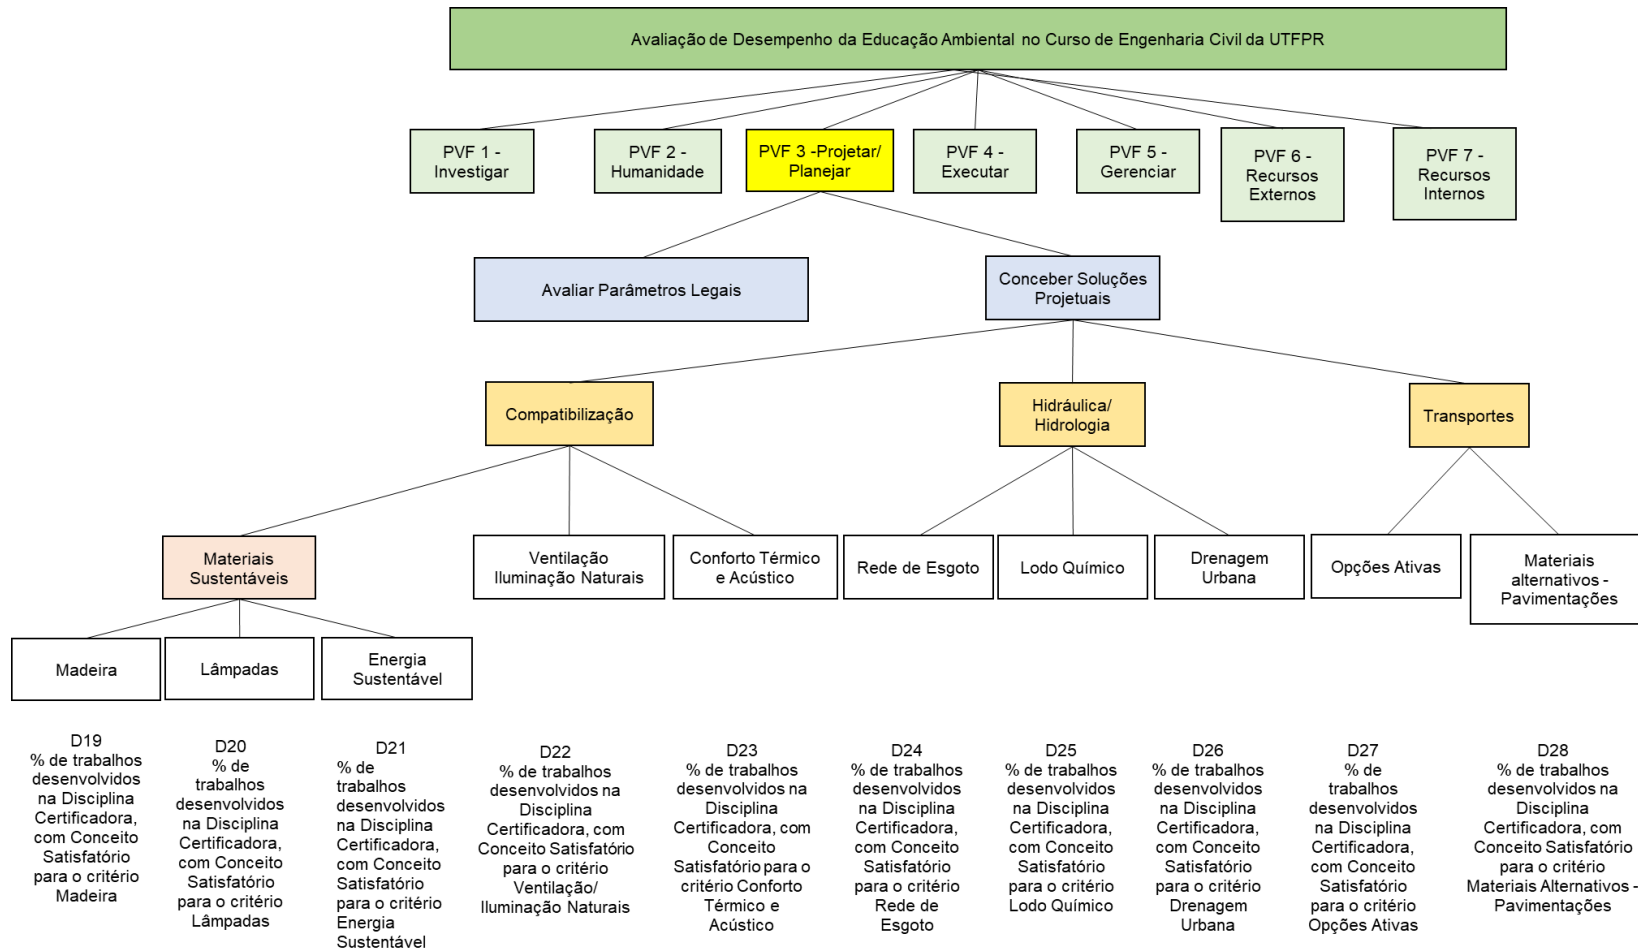 Avaliação de Desempenho da Educação Ambiental no Curso de Engenharia Civil da UTFPR
PVF 1 -
Investigar
PVF 2 -
Humanidade
PVF 3 -Projetar/
Planejar
PVF 4 -
Executar
PVF 5 -
Gerenciar
PVF 6 -
Recursos
Externos
PVF 7 -
Recursos
Internos
Avaliar Parâmetros Legais
Conceber Soluções
Projetuais
Compatibilização
Hidráulica/
Hidrologia
Transportes
Materiais
Sustentáveis
Ventilação
Iluminação Naturais
Conforto Térmico
e Acústico
Rede de Esgoto
Lodo Químico
Drenagem
Urbana
Opções Ativas
Materiais
alternativos -
Pavimentações
Madeira
Lâmpadas
Energia
Sustentável
D19
% de trabalhos
desenvolvidos
na Disciplina
Certificadora,
com Conceito
Satisfatório
para o critério
Madeira
D20
% de
trabalhos
desenvolvidos
na Disciplina
Certificadora,
com Conceito
Satisfatório
para o critério
Lâmpadas
D21
% de
trabalhos
desenvolvidos
na Disciplina
Certificadora,
com Conceito
Satisfatório
para o critério
Energia
Sustentável
D22
% de trabalhos
desenvolvidos na
Disciplina
Certificadora, com
Conceito Satisfatório
para o critério
Ventilação/
Iluminação Naturais
D23
% de trabalhos
desenvolvidos na
Disciplina
Certificadora, com
Conceito
Satisfatório para o
critério Conforto
Térmico e
Acústico
D24
% de trabalhos
desenvolvidos
na Disciplina
Certificadora,
com Conceito
Satisfatório
para o critério
Rede de
Esgoto
D25
% de trabalhos
desenvolvidos
na Disciplina
Certificadora,
com Conceito
Satisfatório
para o critério
Lodo Químico
D26
% de trabalhos
desenvolvidos
na Disciplina
Certificadora,
com Conceito
Satisfatório
para o critério
Drenagem
Urbana
D27
% de
trabalhos
desenvolvidos
na Disciplina
Certificadora,
com Conceito
Satisfatório
para o critério
Opções Ativas
D28
% de trabalhos
desenvolvidos na
Disciplina
Certificadora, com
Conceito Satisfatório
para o critério
Materiais Alternativos -
Pavimentações